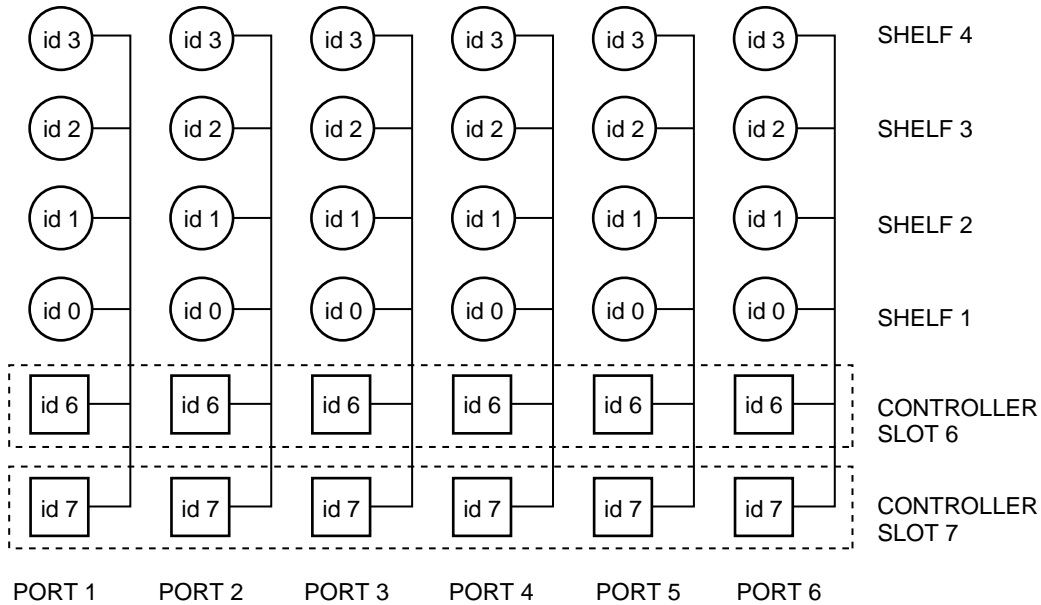 id 3 id 3 id 3 id 3 id 3 id 3 SHELF 4
id 2 id 2 id 2 id 2 id 2 id 2 SHELF 3
id 1 id 1 id 1 id 1 id 1 id 1 SHELF 2
id 0 id 0 id 0 id 0 id 0 id 0 SHELF 1
id 6 id 6 id 6 id 6 id 6 id 6 CONTROLLER
SLOT 6
id 7 id 7 id 7 id 7 id 7 id 7 CONTROLLER
SLOT 7
PORT 1 PORT 2 PORT 3 PORT 4 PORT 5 PORT 6